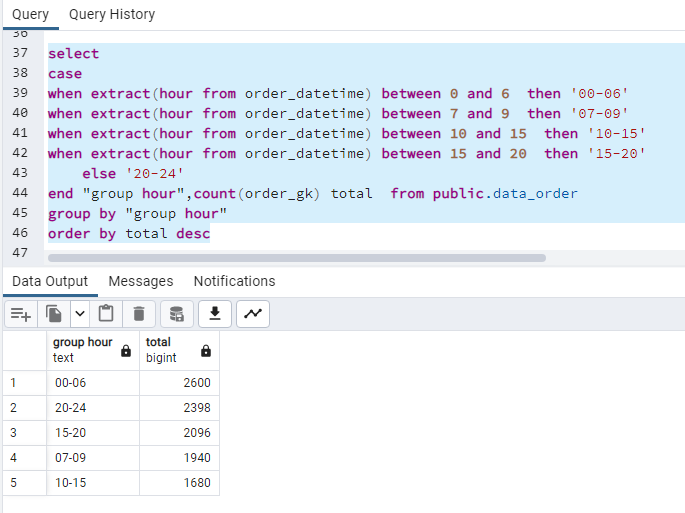 Query Query History
36
37 select
38 case
39 when extract(hour from order_datetime) between 0 and 6  then '00-06'
40 when extract(hour from order_datetime) between 7 and 9  then '07-09'
41 when extract(hour from order_datetime) between 10 and 15  then '10-15'
42 when extract(hour from order_datetime) between 15 and 20  then '15-20'
43     else '20-24'
44 end "group hour",count(order_gk) total  from public.data_order
45 group by "group hour"
46 order by total desc
47
Data Output Messages Notifications
group hour total
text bigint
1 00-06 2600
2 20-24 2398
3 15-20 2096
4 07-09 1940
5 10-15 1680